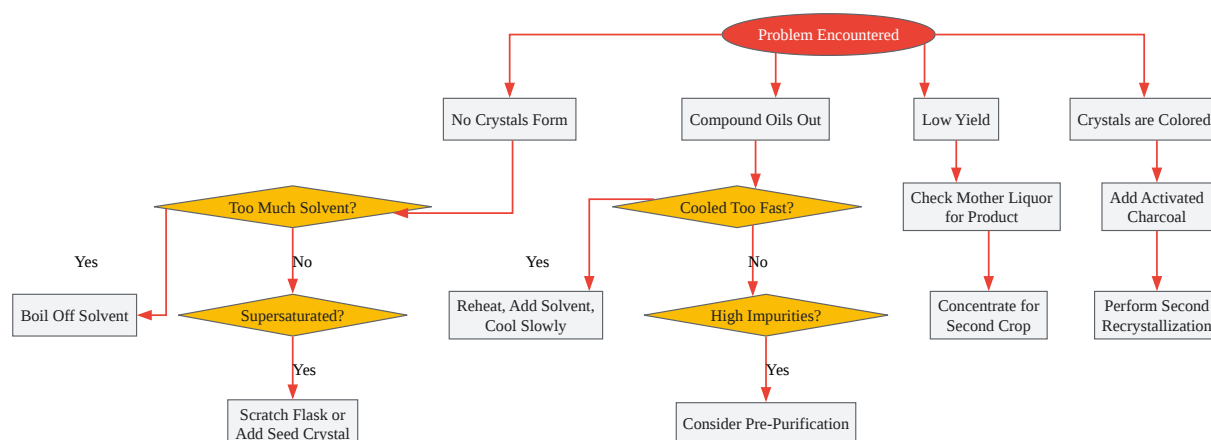 Problem Encountered
No Crystals Form
Compound Oils Out
Low Yield
Crystals are Colored
Too Much Solvent?
Cooled Too Fast?
Check Mother Liquor
for Product
Add Activated
Charcoal
Yes
No
Yes
No
Boil Off Solvent
Supersaturated?
Reheat, Add Solvent,
Cool Slowly
High Impurities?
Concentrate for
Second Crop
Perform Second
Recrystallization
Yes
Yes
Scratch Flask or
Add Seed Crystal
Consider Pre-Purification